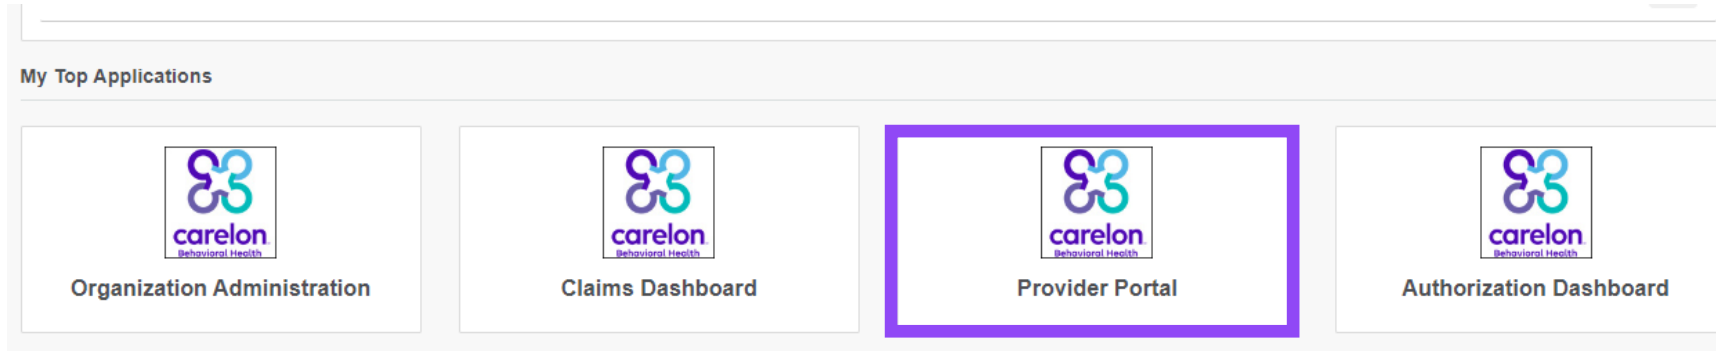 My Top Applications
carelon
Behavioral Health
Organization Administration
carelon
Behavioral Health
Claims Dashboard
carelon
Behavioral Health
Provider Portal
carelon
Behavioral Health
Authorization Dashboard